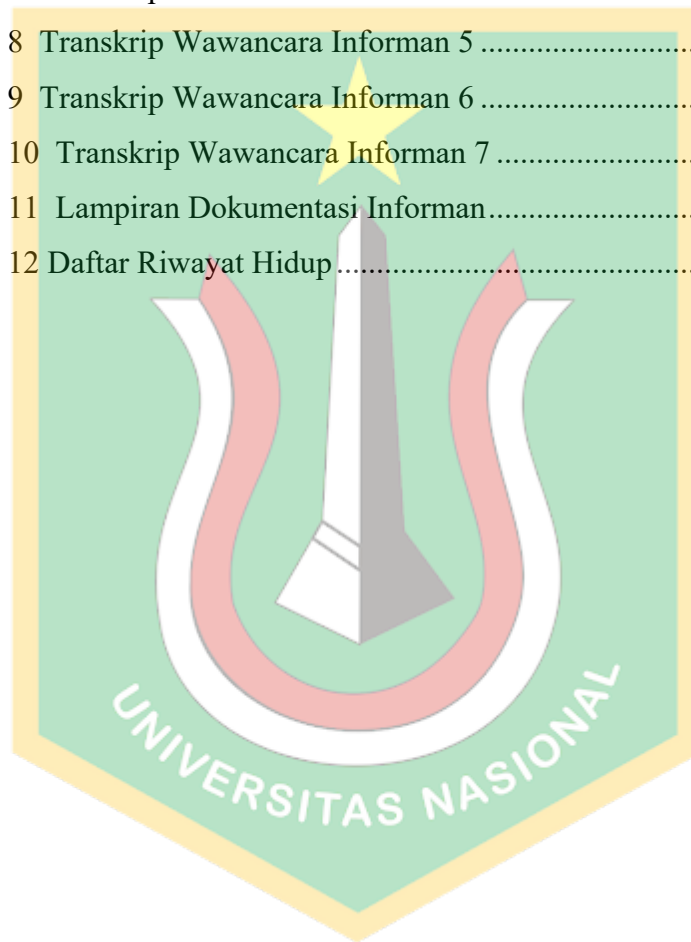 8 Transkrip Wawancara Informan 5 ..........................
9 Transkrip Wawancara Informan 6 ..........................
10 Transkrip Wawancara Informan 7 ........................
11 Lampiran Dokumentasi Informan.........................
12 Daftar Riwayat Hidup ............................................
UNIVERSITAS NASIONAL